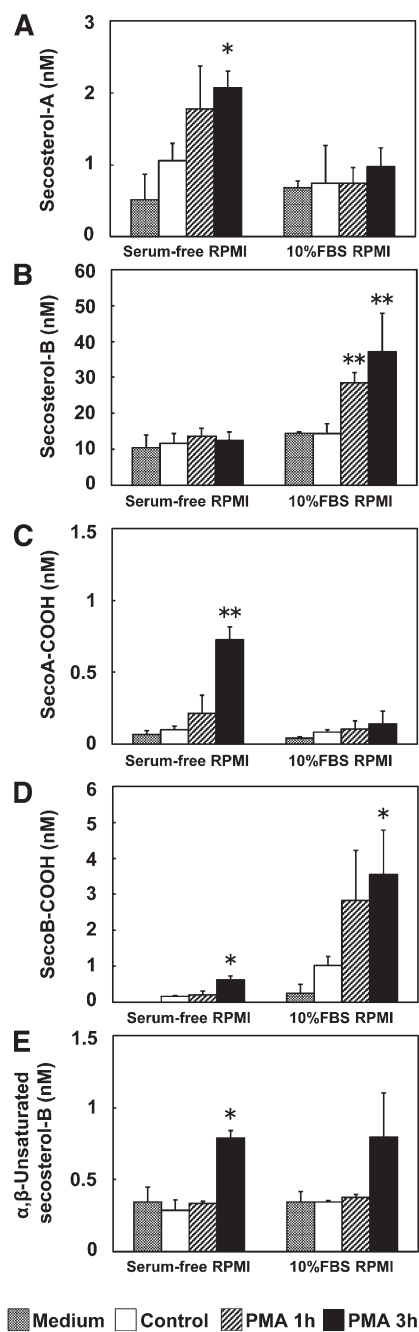 A
Secosterol-A (nM)
3
2
1
0
*
Serum-free RPMI
10%FBS RPMI
B
Secosterol-B (nM)
60
50
40
30
20
10
0
**
**
Serum-free RPMI
10%FBS RPMI
C
SecoA-COOH (nM)
1.5
1
0.5
0
**
Serum-free RPMI
10%FBS RPMI
D
SecoB-COOH (nM)
6
5
4
3
2
1
0
*
*
Serum-free RPMI
10%FBS RPMI
E
α,β-Unsaturated
secosterol-B (nM)
1.5
1
0.5
0
*
Serum-free RPMI
10%FBS RPMI
Medium Control PMA 1h PMA 3h